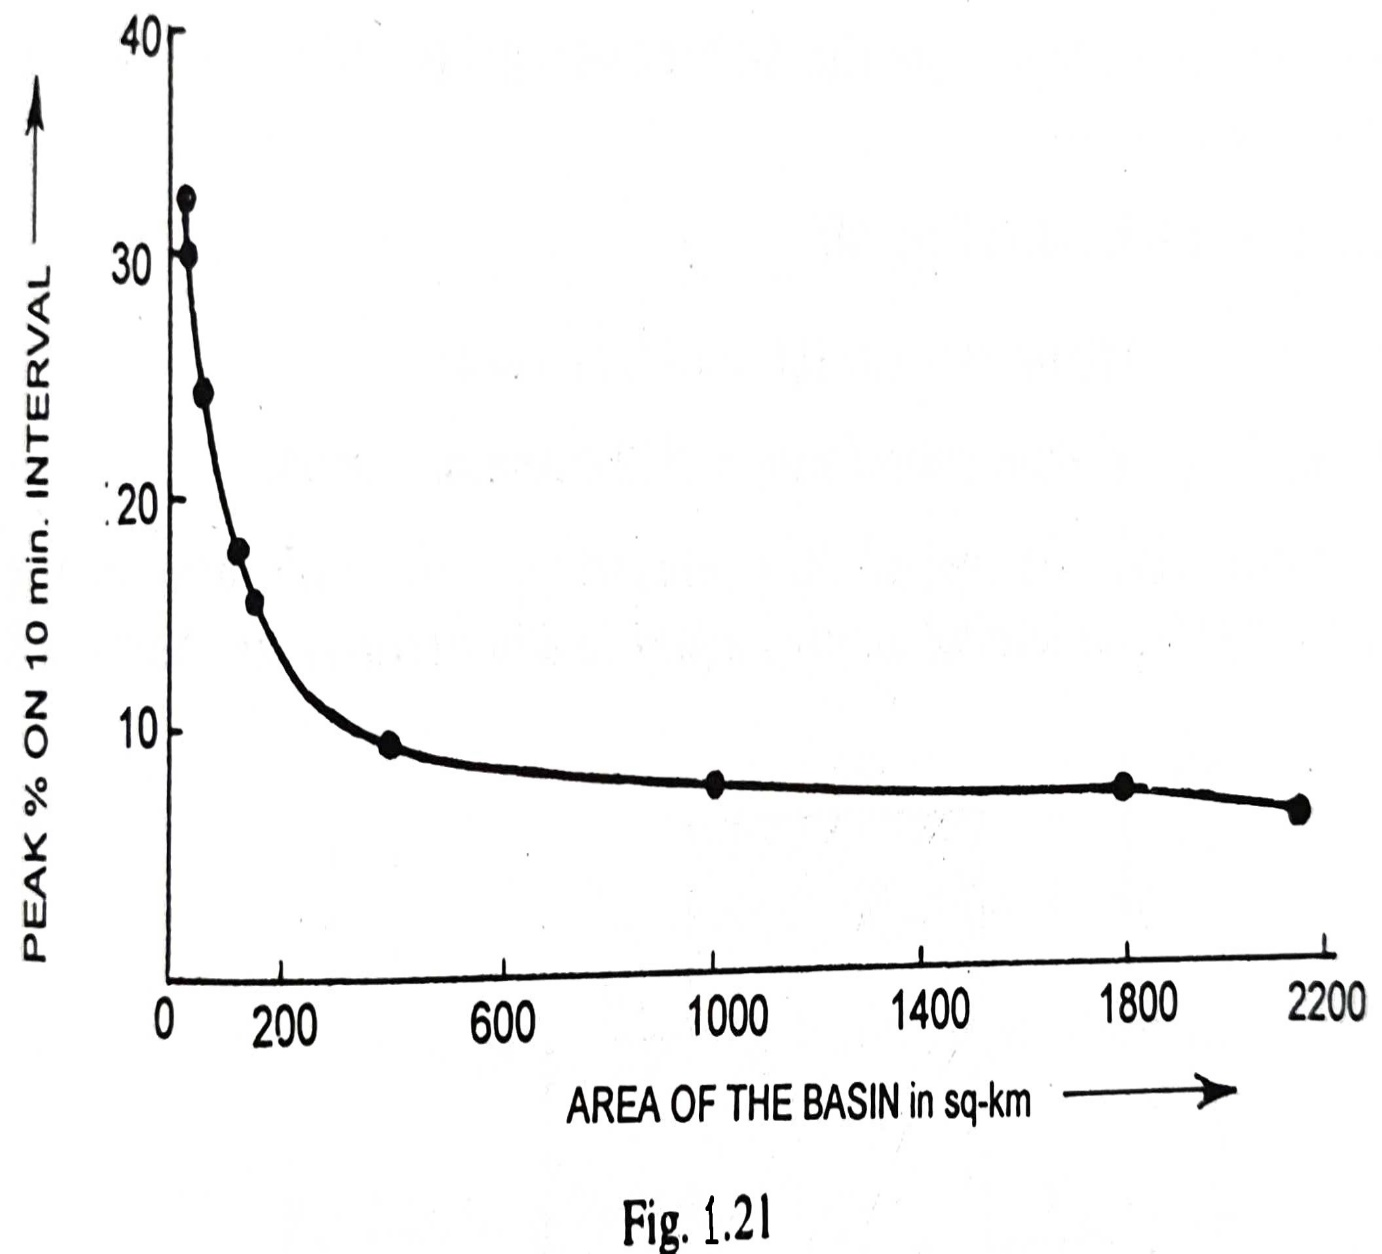 40
30
20
10
PEAK % ON 10 min. INTERVAL
0 200 600 1000 1400 1800 2200
AREA OF THE BASIN in sq-km
Fig. 1.21